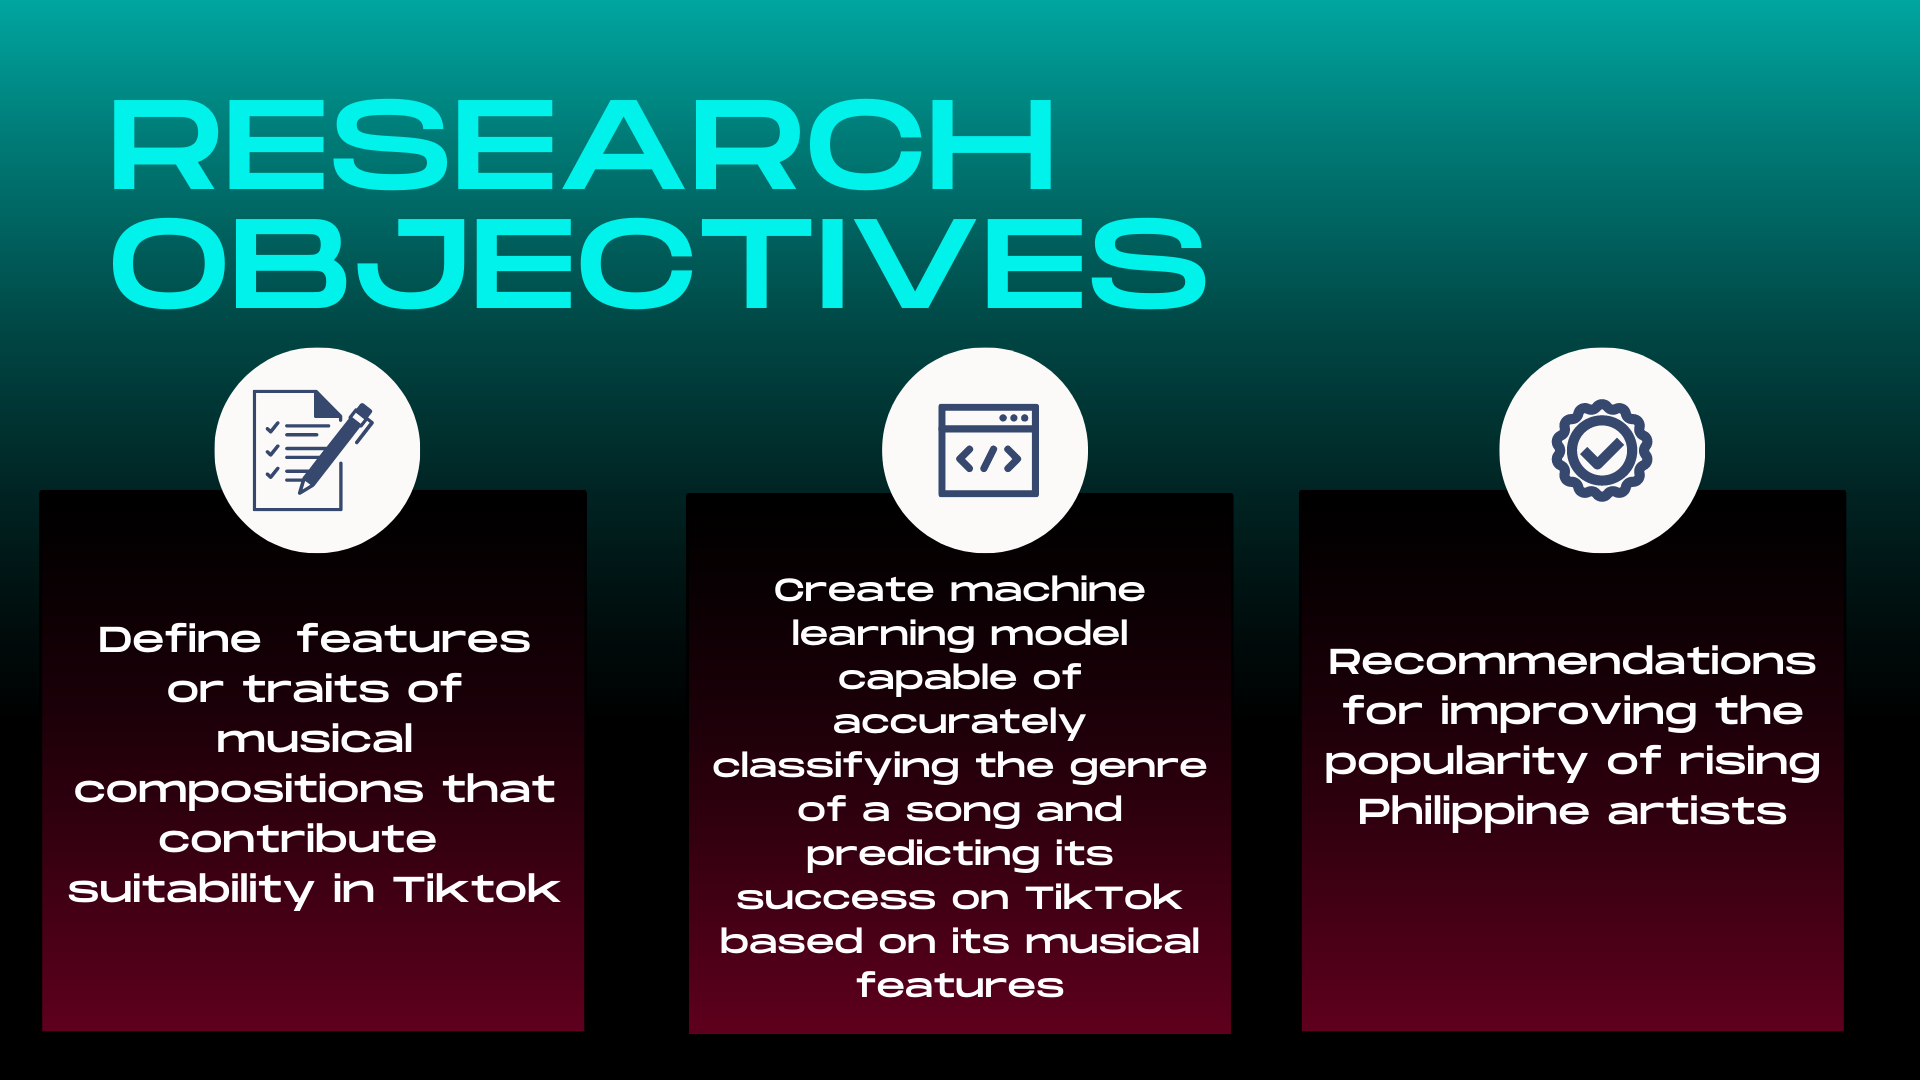 RESEARCH
OBJECTIVES
Define features
or traits of
musical
compositions that
contribute
suitability in Tiktok
Create machine
learning model
capable of
accurately
classifying the genre
of a song and
predicting its
success on TikTok
based on its musical
features
Recommendations
for improving the
popularity of rising
Philippine artists